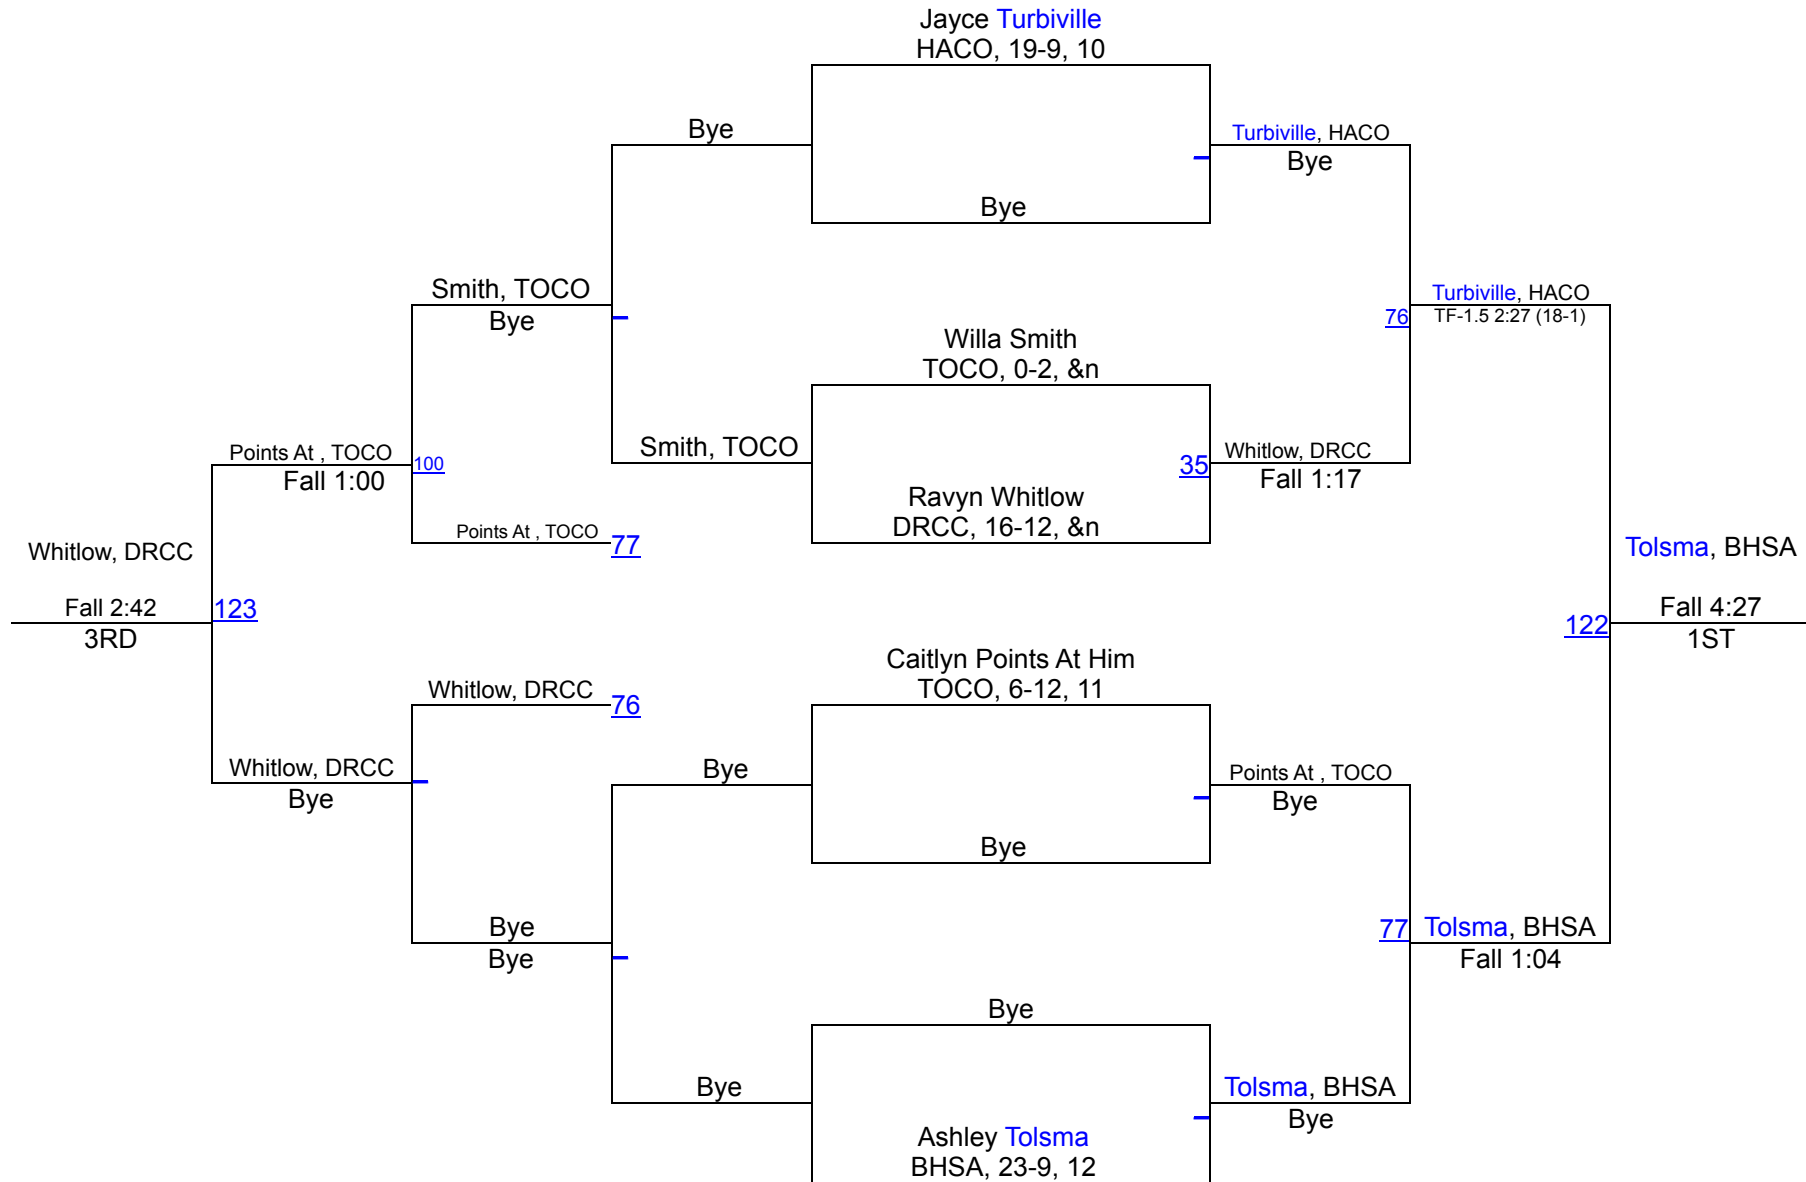 Jayce Turbiville
HACO, 19-9, 10
Bye
Turbiville, HACO
Bye
Bye
Smith, TOCO
Bye
Turbiville, HACO
76
TF-1.5 2:27 (18-1)
Willa Smith
TOCO, 0-2, &n
Smith, TOCO
Whitlow, DRCC
35
Fall 1:17
Points At , TOCO
100
Fall 1:00
Ravyn Whitlow
DRCC, 16-12, &n
Points At , TOCO
77
Whitlow, DRCC
Tolsma, BHSA
Fall 2:42
123
3RD
Fall 4:27
122
1ST
Caitlyn Points At Him
TOCO, 6-12, 11
Whitlow, DRCC
76
Whitlow, DRCC
Bye
Bye
Points At , TOCO
Bye
Bye
Bye
Bye
77
Tolsma, BHSA
Fall 1:04
Bye
Bye
Tolsma, BHSA
Bye
Ashley Tolsma
BHSA, 23-9, 12